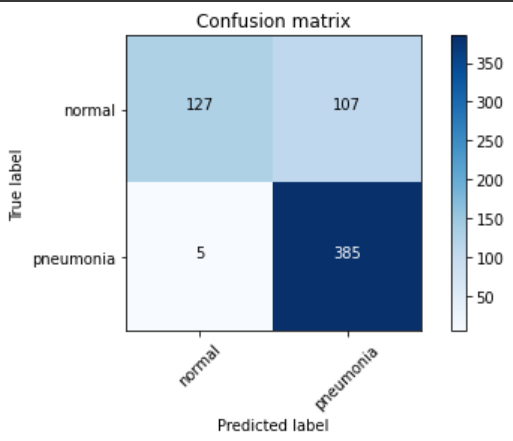 Confusion matrix
normal
127
107
pneumonia
5
385
True label
normal
pneumonia
Predicted label
350
300
250
200
150
100
50